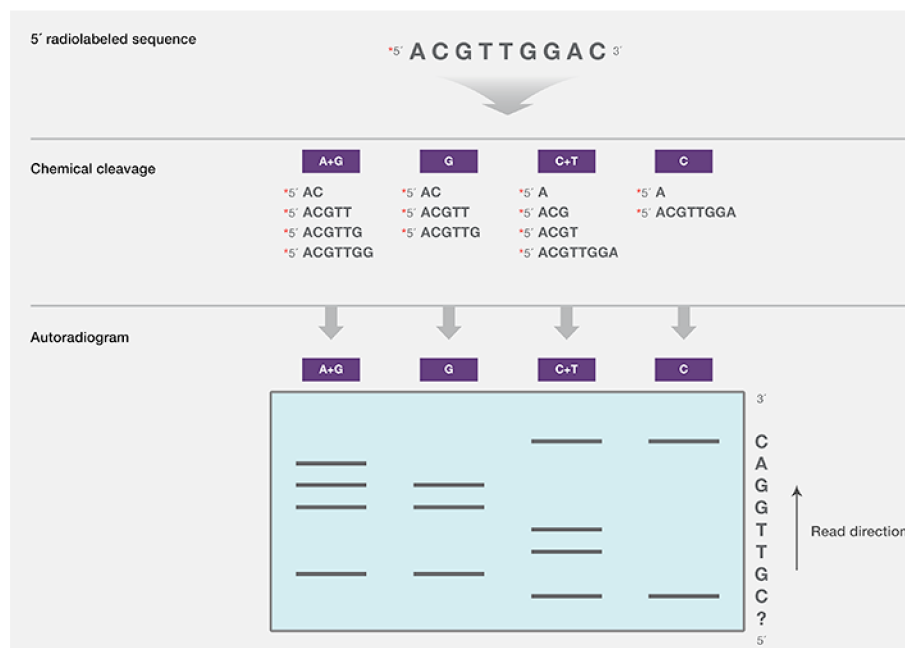 5´ radiolabeled sequence
*5´ ACGTTGGAC 3´
Chemical cleavage
A+G G C+T C
*5´ AC *5´ AC *5´ A *5´ A
*5´ ACGTT *5´ ACGTT *5´ ACG *5´ ACGTTGGA
*5´ ACGTTG *5´ ACGTTG *5´ ACGT
*5´ ACGTTGG *5´ ACGTTGGA
Autoradiogram
A+G G C+T C
3´
C
A
G
G
T
Read direction
T
G
C
?
5´